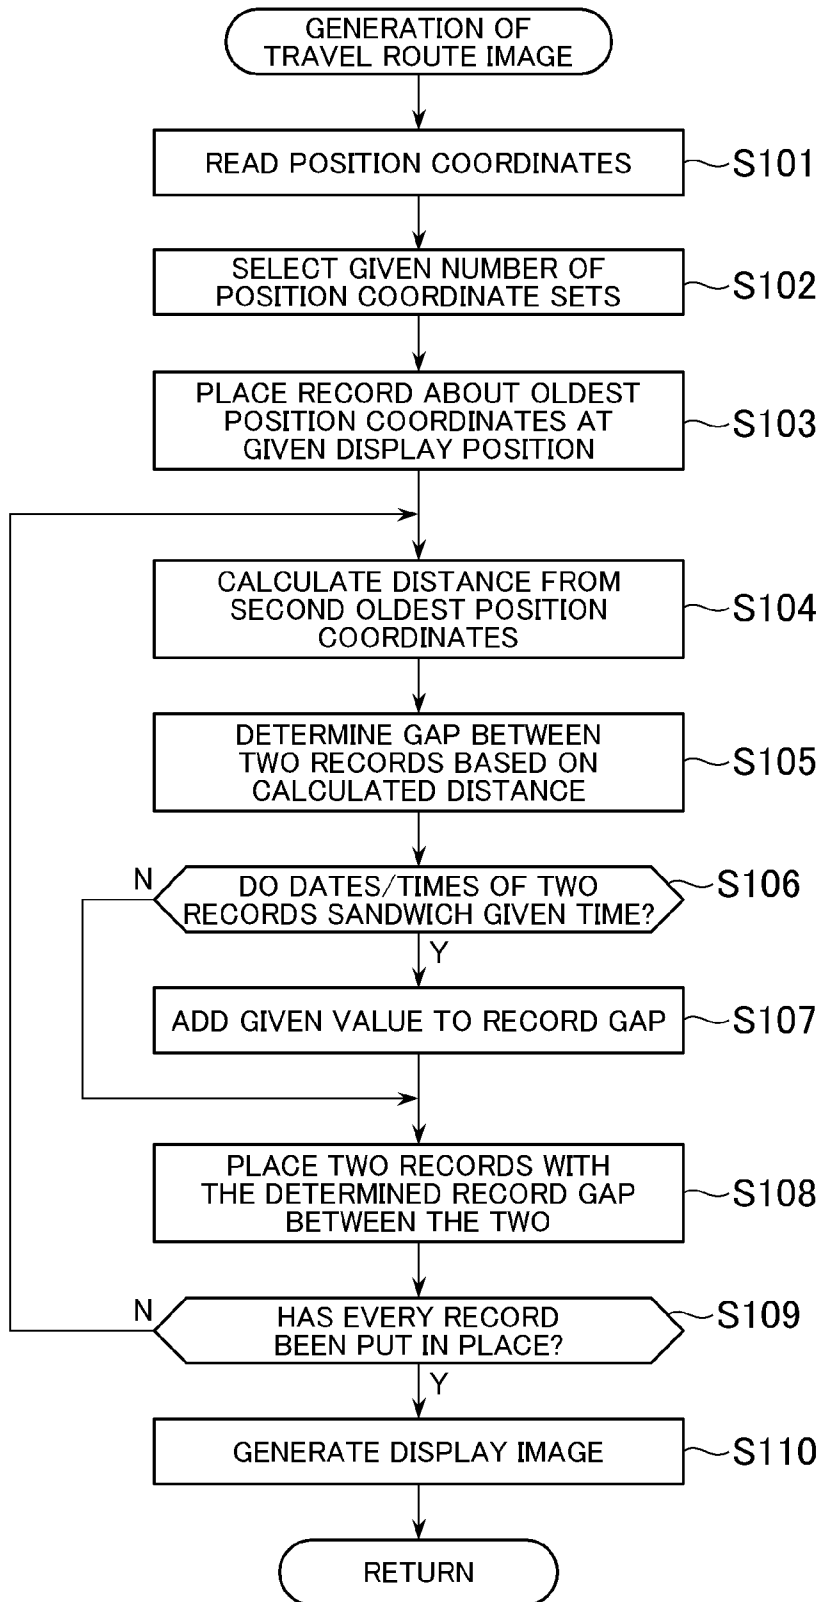 GENERATION OF
TRAVEL ROUTE IMAGE
READ POSITION COORDINATES
S101
SELECT GIVEN NUMBER OF
POSITION COORDINATE SETS
S102
PLACE RECORD ABOUT OLDEST
POSITION COORDINATES AT
GIVEN DISPLAY POSITION
S103
CALCULATE DISTANCE FROM
SECOND OLDEST POSITION
COORDINATES
S104
DETERMINE GAP BETWEEN
TWO RECORDS BASED ON
CALCULATED DISTANCE
S105
N
DO DATES/TIMES OF TWO
RECORDS SANDWICH GIVEN TIME?
S106
Y
ADD GIVEN VALUE TO RECORD GAP
S107
PLACE TWO RECORDS WITH
THE DETERMINED RECORD GAP
BETWEEN THE TWO
S108
N
HAS EVERY RECORD
BEEN PUT IN PLACE?
S109
Y
GENERATE DISPLAY IMAGE
S110
RETURN